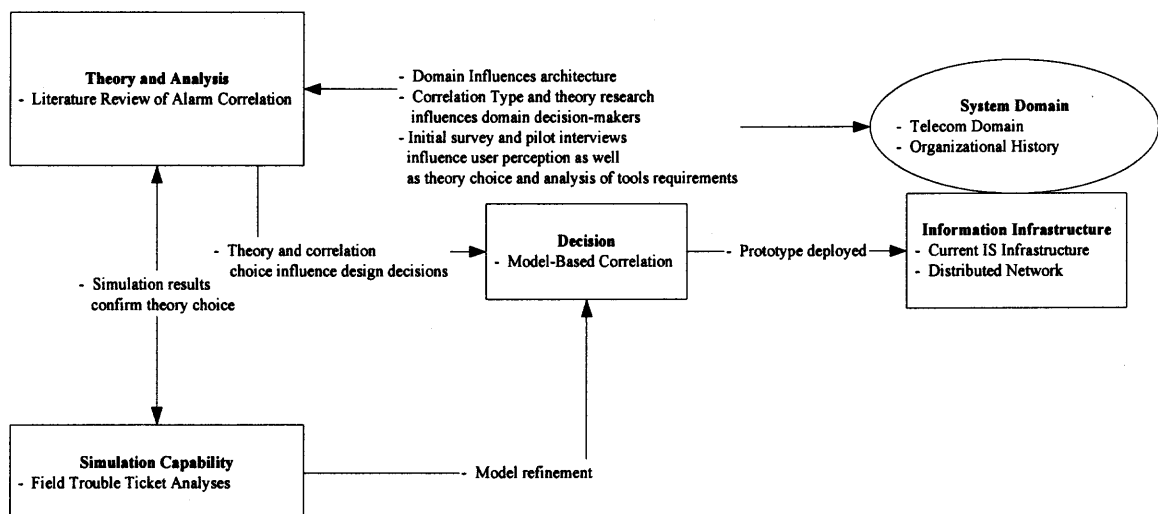 Theory and Analysis
- Literature Review of Alarm Correlation
- Domain Influences architecture
- Correlation Type and theory research
influences domain decision-makers
- Initial survey and pilot interviews
influence user perception as well
as theory choice and analysis of tools requirements
System Domain
- Telecom Domain
- Organizational History
- Theory and correlation
choice influence design decisions
Decision
- Model-Based Correlation
- Prototype deployed
Information Infrastructure
- Current IS Infrastructure
- Distributed Network
- Simulation results
confirm theory choice
Simulation Capability
- Field Trouble Ticket Analyses
- Model refinement